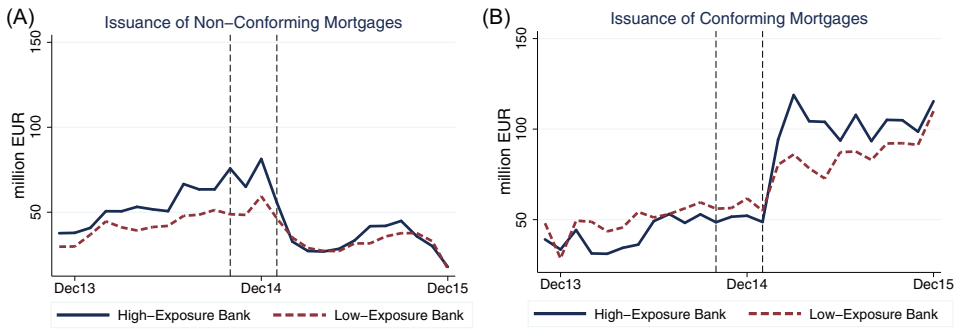 (A)
Issuance of Non−Conforming Mortgages
150
100
50
million EUR
Dec13 Dec14 Dec15
High−Exposure Bank Low−Exposure Bank
(B)
Issuance of Conforming Mortgages
150
100
50
million EUR
Dec13 Dec14 Dec15
High−Exposure Bank Low−Exposure Bank